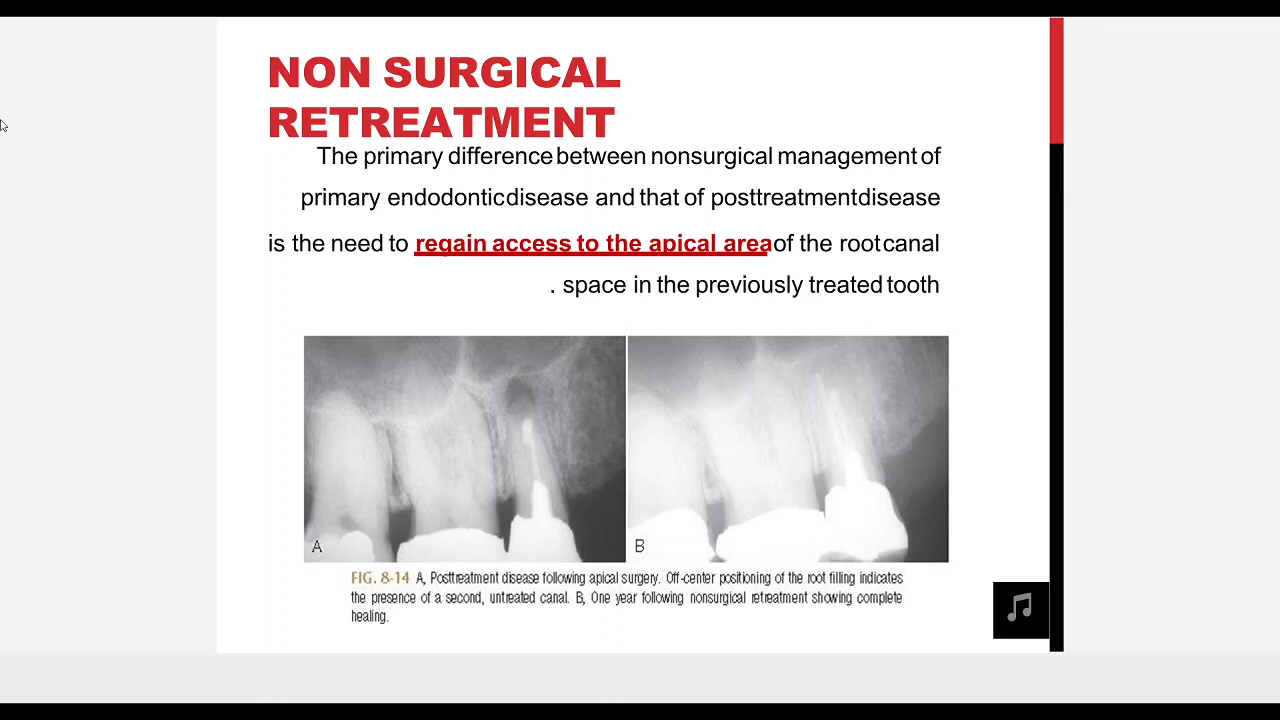 NON SURGICAL
RETREATMENT
The primary difference between nonsurgical management of
primary endodontic disease and that of posttreatment disease
is the need to regain access to the apical area of the root canal
. space in the previously treated tooth
A
B
FIG. 8-14 A, Posttreatment disease following apical surgery. Off-center positioning of the root filling indicates
the presence of a second, untreated canal. B, One year following nonsurgical retreatment showing complete
healing.